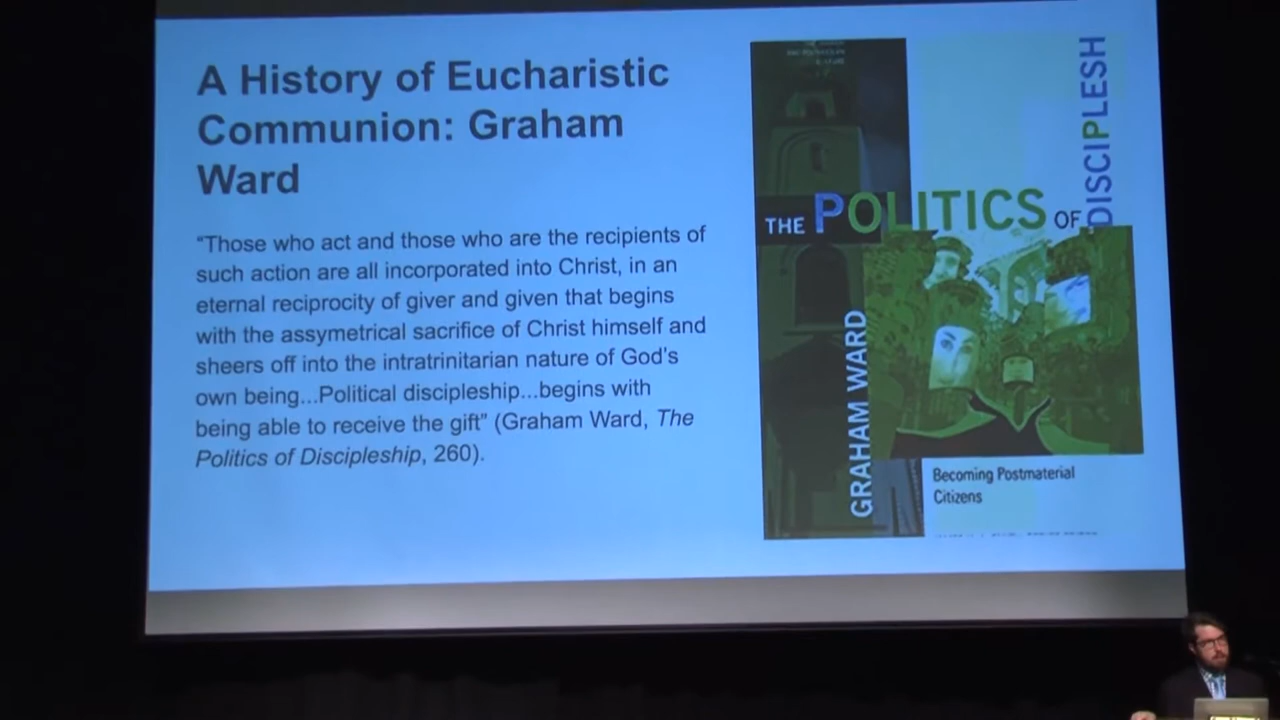 A History of Eucharistic
Communion: Graham
Ward
“Those who act and those who are the recipients of
such action are all incorporated into Christ, in an
eternal reciprocity of giver and given that begins
with the assymetrical sacrifice of Christ himself and
sheers off into the intratrinitarian nature of God's
own being...Political discipleship...begins with
being able to receive the gift” (Graham Ward, The
Politics of Discipleship, 260).
THE POLITICS OF
DISCIPLESH
GRAHAM WARD
Becoming Postmaterial
Citizens